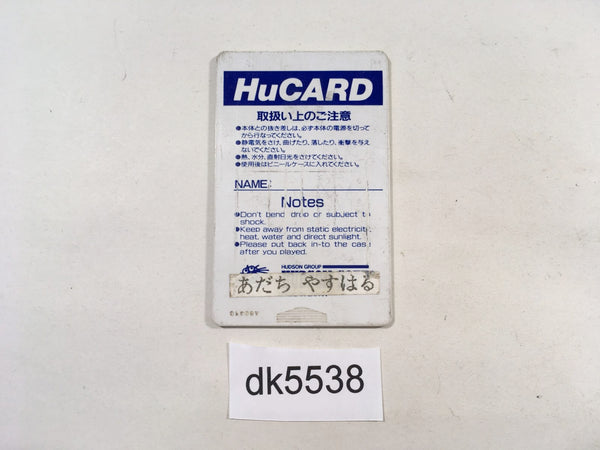 HuCARD
取扱い上のご注意
●本体との抜き差しは、必ず本体の電源を切って
から行なってください。
●静電気をさけ、曲げたり、落したり、衝撃を与え
ないでください。
●熱、水分、直射日光をさけてください。
●使用後はビニールケースに入れてください。
NAME:
Notes
●Don't bend drop or subject to
shock.
●Keep away from static electricity,
heat, water and direct sunlight.
●Please put back in-to the case
after you played.
HUDSON GROUP
あだち やすはる
dk5538